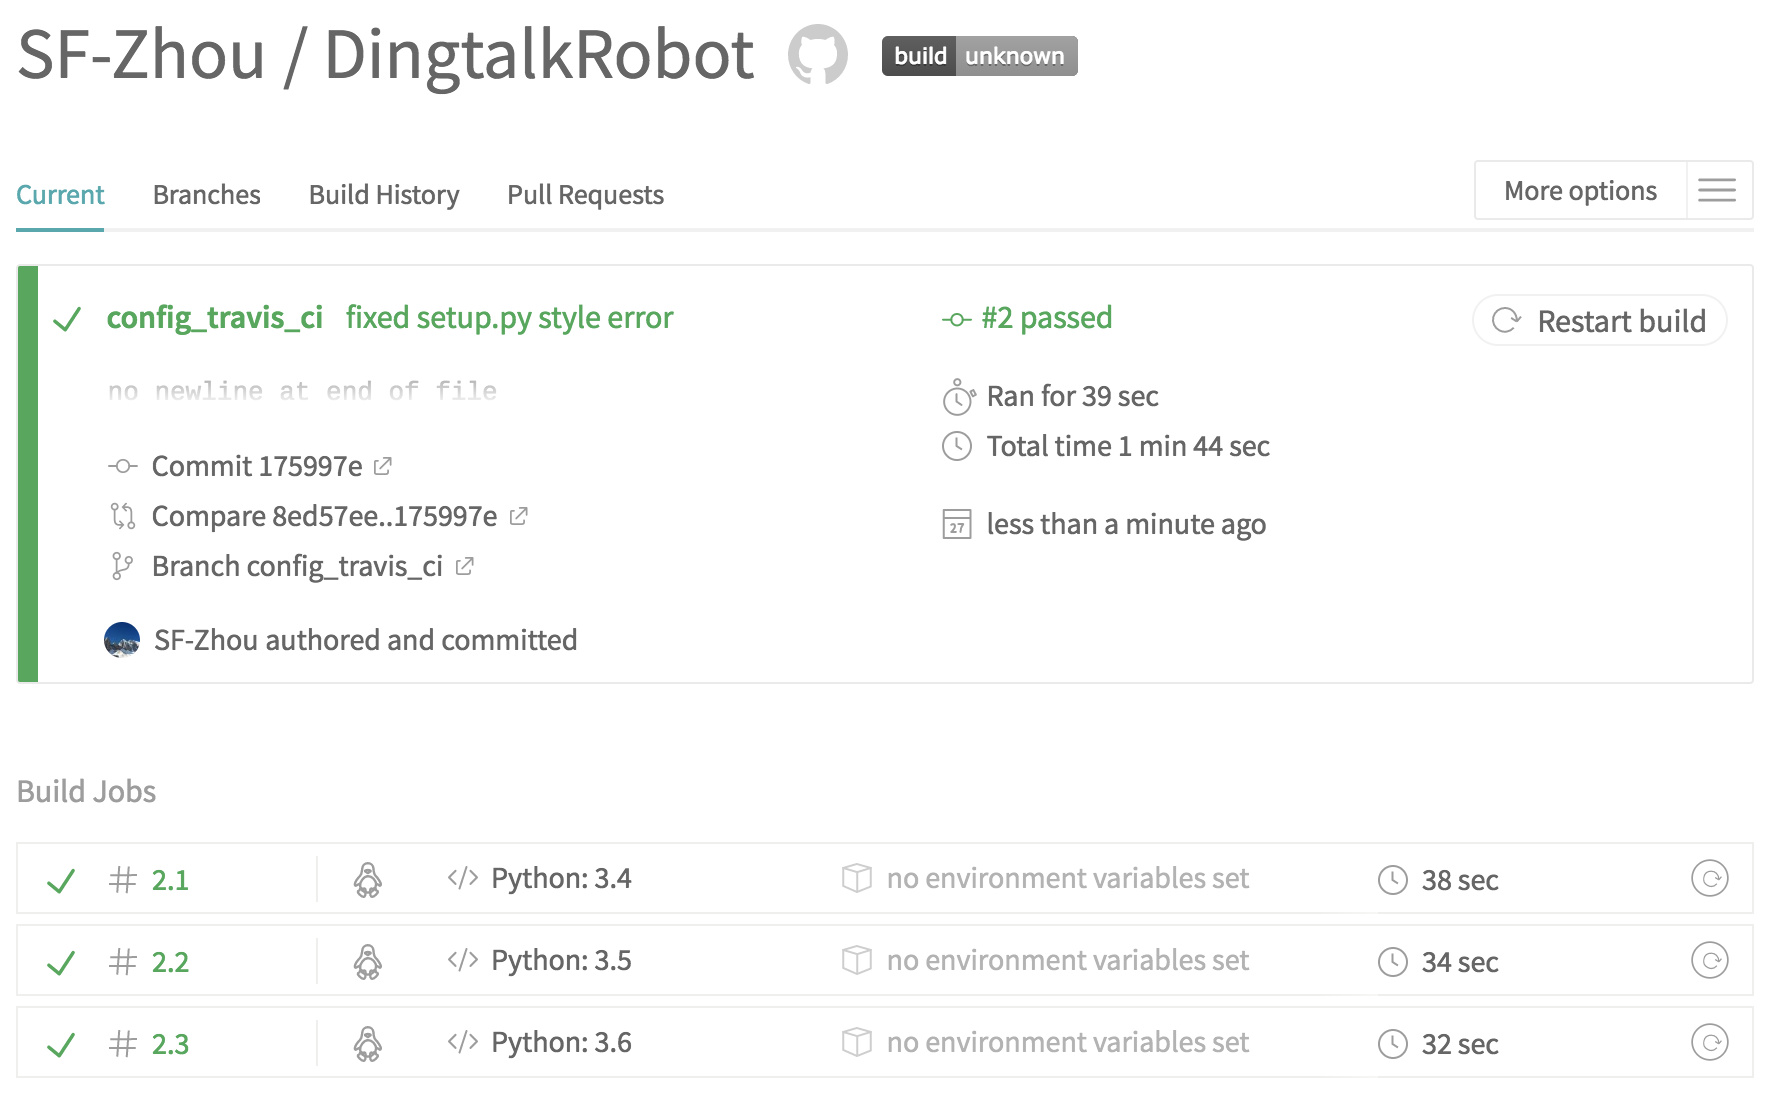 SF-Zhou / DingtalkRobot build unknown
Current Branches Build History Pull Requests More options
config_travis_ci fixed setup.py style error #2 passed Restart build
no newline at end of file
Ran for 39 sec
Total time 1 min 44 sec
Commit 175997e
Compare 8ed57ee..175997e
27 less than a minute ago
Branch config_travis_ci
SF-Zhou authored and committed
Build Jobs
# 2.1 </> Python: 3.4 no environment variables set 38 sec
# 2.2 </> Python: 3.5 no environment variables set 34 sec
# 2.3 </> Python: 3.6 no environment variables set 32 sec